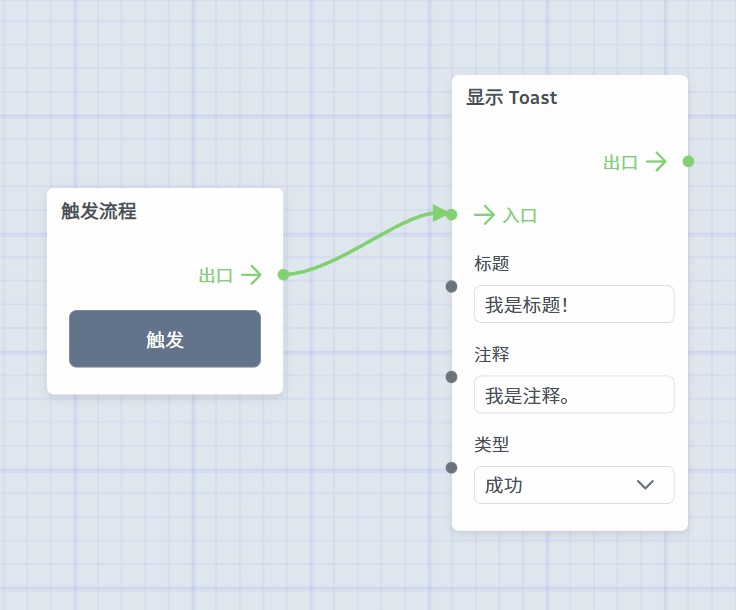 触发流程
出口
触发
显示 Toast
出口
入口
标题
我是标题！
注释
我是注释。
类型
成功